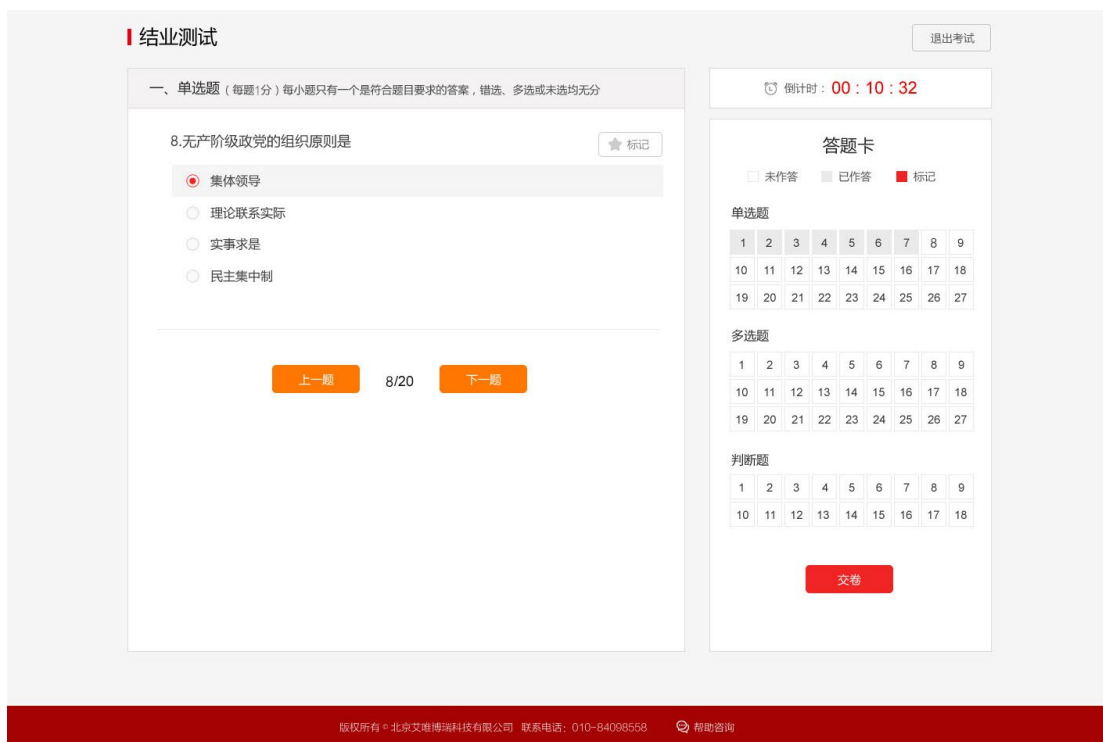 结业测试
退出考试
一、单选题（每题1分）每小题只有一个是符合题目要求的答案，错选、多选或未选均无分
8.无产阶级政党的组织原则是
标记
集体领导
理论联系实际
实事求是
民主集中制
上一题
8/20
下一题
倒计时：00：10：32
答题卡
未作答 已作答 标记
单选题
1 2 3 4 5 6 7 8 9
10 11 12 13 14 15 16 17 18
19 20 21 22 23 24 25 26 27
多选题
1 2 3 4 5 6 7 8 9
10 11 12 13 14 15 16 17 18
19 20 21 22 23 24 25 26 27
判断题
1 2 3 4 5 6 7 8 9
10 11 12 13 14 15 16 17 18
交卷
版权所有©北京艾唯博瑞科技有限公司 联系电话：010-84098558 帮助咨询